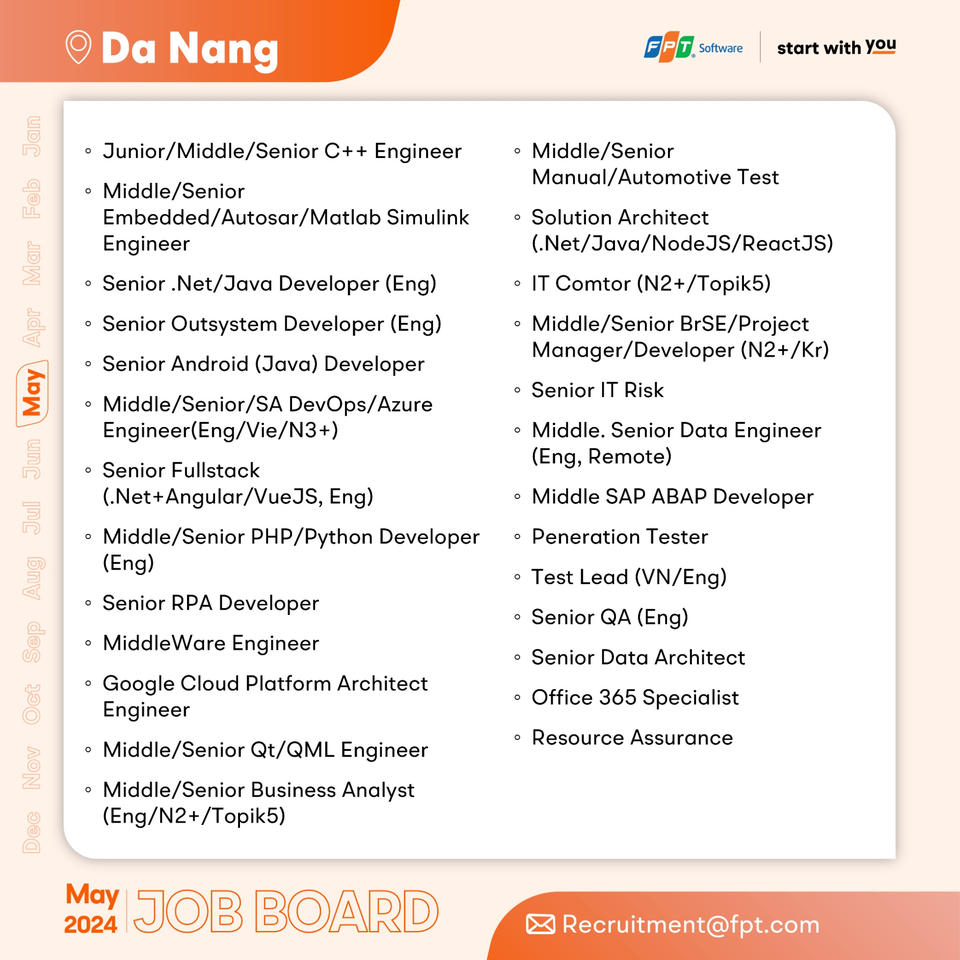 Da Nang
FPT Software
start with you
Jan
Feb
Mar
Apr
May
Jun
Jul
Aug
Sep
Oct
Nov
Dec
Junior/Middle/Senior C++ Engineer
Middle/Senior
Embedded/Autosar/Matlab Simulink
Engineer
Senior .Net/Java Developer (Eng)
Senior Outsystem Developer (Eng)
Senior Android (Java) Developer
Middle/Senior/SA DevOps/Azure
Engineer(Eng/Vie/N3+)
Senior Fullstack
(.Net+Angular/VueJS, Eng)
Middle/Senior PHP/Python Developer
(Eng)
Senior RPA Developer
MiddleWare Engineer
Google Cloud Platform Architect
Engineer
Middle/Senior Qt/QML Engineer
Middle/Senior Business Analyst
(Eng/N2+/Topik5)
Middle/Senior
Manual/Automotive Test
Solution Architect
(.Net/Java/NodeJS/ReactJS)
IT Comtor (N2+/Topik5)
Middle/Senior BrSE/Project
Manager/Developer (N2+/Kr)
Senior IT Risk
Middle. Senior Data Engineer
(Eng, Remote)
Middle SAP ABAP Developer
Peneration Tester
Test Lead (VN/Eng)
Senior QA (Eng)
Senior Data Architect
Office 365 Specialist
Resource Assurance
May
2024
JOB BOARD
Recruitment@fpt.com